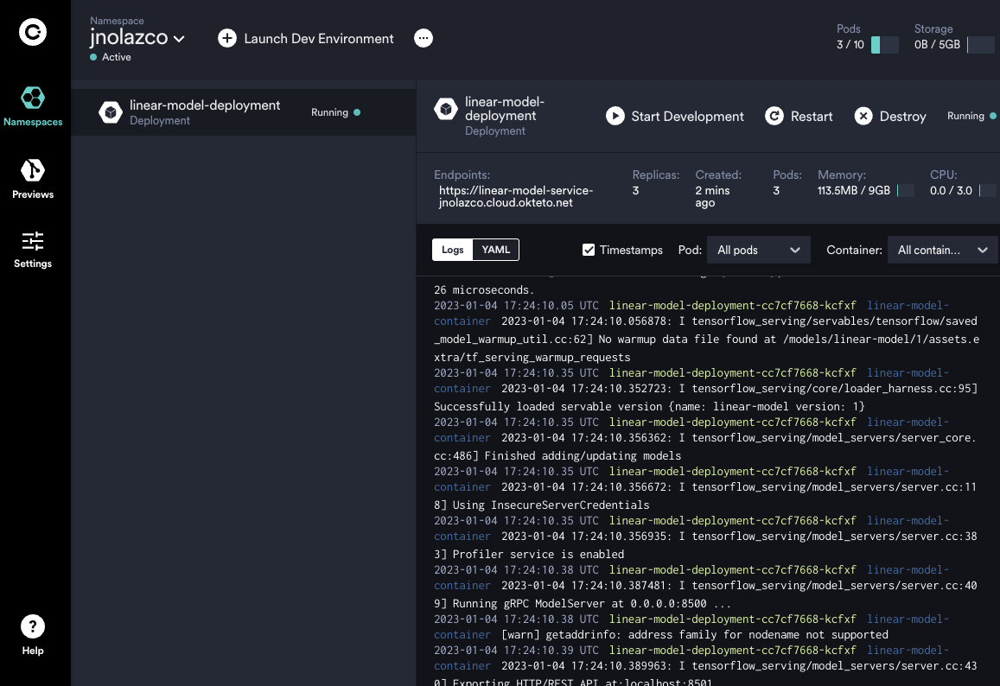 Namespace
jnolazco
Active
Launch Dev Environment
Pods
3 / 10
Storage
0B / 5GB
Namespaces
Previews
Settings
Help
linear-model-deployment
Deployment
Running
linear-model-
deployment
Deployment
Start Development
Restart
Destroy
Running
Endpoints:
https://linear-model-service-
jnolazco.cloud.okteto.net
Replicas:
3
Created:
2 mins
ago
Pods:
3
Memory:
113.5MB / 9GB
CPU:
0.0 / 3.0
Logs
YAML
Timestamps
Pod:
All pods
Container:
All contain...
26 microseconds.
2023-01-04 17:24:10.05 UTC linear-model-deployment-cc7cf7668-kcfxf linear-model-
container 2023-01-04 17:24:10.056878: I tensorflow_serving/servables/tensorflow/saved
_model_warmup_util.cc:62] No warmup data file found at /models/linear-model/1/assets.e
xtra/tf_serving_warmup_requests
2023-01-04 17:24:10.35 UTC linear-model-deployment-cc7cf7668-kcfxf linear-model-
container 2023-01-04 17:24:10.352723: I tensorflow_serving/core/loader_harness.cc:95]
Successfully loaded servable version {name: linear-model version: 1}
2023-01-04 17:24:10.35 UTC linear-model-deployment-cc7cf7668-kcfxf linear-model-
container 2023-01-04 17:24:10.356362: I tensorflow_serving/model_servers/server_core.
cc:486] Finished adding/updating models
2023-01-04 17:24:10.35 UTC linear-model-deployment-cc7cf7668-kcfxf linear-model-
container 2023-01-04 17:24:10.356672: I tensorflow_serving/model_servers/server.cc:11
8] Using InsecureServerCredentials
2023-01-04 17:24:10.35 UTC linear-model-deployment-cc7cf7668-kcfxf linear-model-
container 2023-01-04 17:24:10.356935: I tensorflow_serving/model_servers/server.cc:38
3] Profiler service is enabled
2023-01-04 17:24:10.38 UTC linear-model-deployment-cc7cf7668-kcfxf linear-model-
container 2023-01-04 17:24:10.387481: I tensorflow_serving/model_servers/server.cc:40
9] Running gRPC ModelServer at 0.0.0.0:8500 ...
2023-01-04 17:24:10.38 UTC linear-model-deployment-cc7cf7668-kcfxf linear-model-
container [warn] getaddrinfo: address family for nodename not supported
2023-01-04 17:24:10.39 UTC linear-model-deployment-cc7cf7668-kcfxf linear-model-
container 2023-01-04 17:24:10.389963: I tensorflow_serving/model_servers/server.cc:43
0] Exporting HTTP/REST API at:localhost:8501